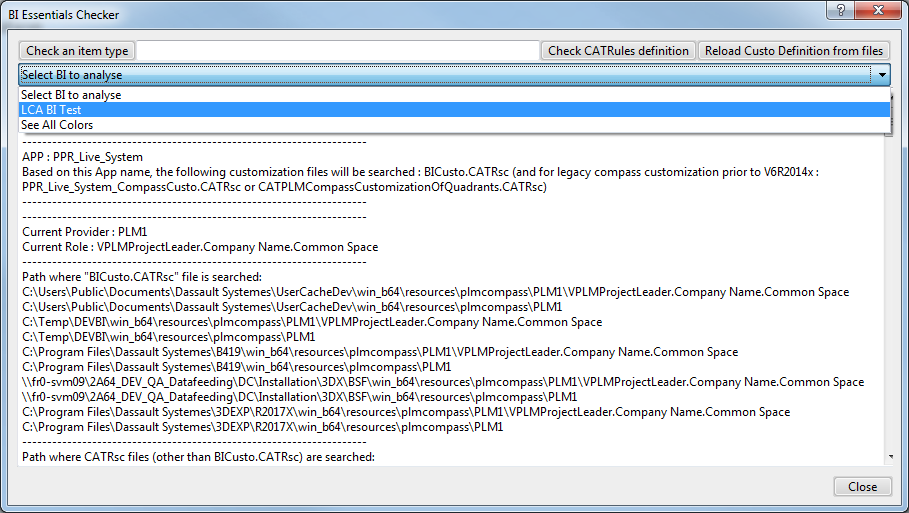 BI Essentials Checker
Check an item type Check CATRules definition Reload Custo Definition from files
Select BI to analyse
Select BI to analyse
LCA BI Test
See All Colors
----------------------------------------------------------------------
APP : PPR_Live_System
Based on this App name, the following customization files will be searched : BICusto.CATRsc (and for legacy compass customization prior to V6R2014x :
PPR_Live_System_CompassCusto.CATRsc or CATPLMCompassCustomizationOfQuadrants.CATRsc)
----------------------------------------------------------------------
----------------------------------------------------------------------
Current Provider : PLM1
Current Role : VPLMProjectLeader.Company Name.Common Space
----------------------------------------------------------------------
Path where "BICusto.CATRsc" file is searched:
C:\Users\Public\Documents\Dassault Systemes\UserCacheDev\win_b64\resources\plmcompass\PLM1\VPLMProjectLeader.Company Name.Common Space
C:\Users\Public\Documents\Dassault Systemes\UserCacheDev\win_b64\resources\plmcompass\PLM1
C:\Temp\DEVBI\win_b64\resources\plmcompass\PLM1\VPLMProjectLeader.Company Name.Common Space
C:\Temp\DEVBI\win_b64\resources\plmcompass\PLM1
C:\Program Files\Dassault Systemes\B419\win_b64\resources\plmcompass\PLM1\VPLMProjectLeader.Company Name.Common Space
C:\Program Files\Dassault Systemes\B419\win_b64\resources\plmcompass\PLM1
\\fr0-svm09\2A64_DEV_QA_Datafeeding\DC\Installation\3DX\BSF\win_b64\resources\plmcompass\PLM1\VPLMProjectLeader.Company Name.Common Space
\\fr0-svm09\2A64_DEV_QA_Datafeeding\DC\Installation\3DX\BSF\win_b64\resources\plmcompass\PLM1
C:\Program Files\Dassault Systemes\3DEXP\R2017X\win_b64\resources\plmcompass\PLM1\VPLMProjectLeader.Company Name.Common Space
C:\Program Files\Dassault Systemes\3DEXP\R2017X\win_b64\resources\plmcompass\PLM1
----------------------------------------------------------------------
Path where CATRsc files (other than BICusto.CATRsc) are searched:
Close